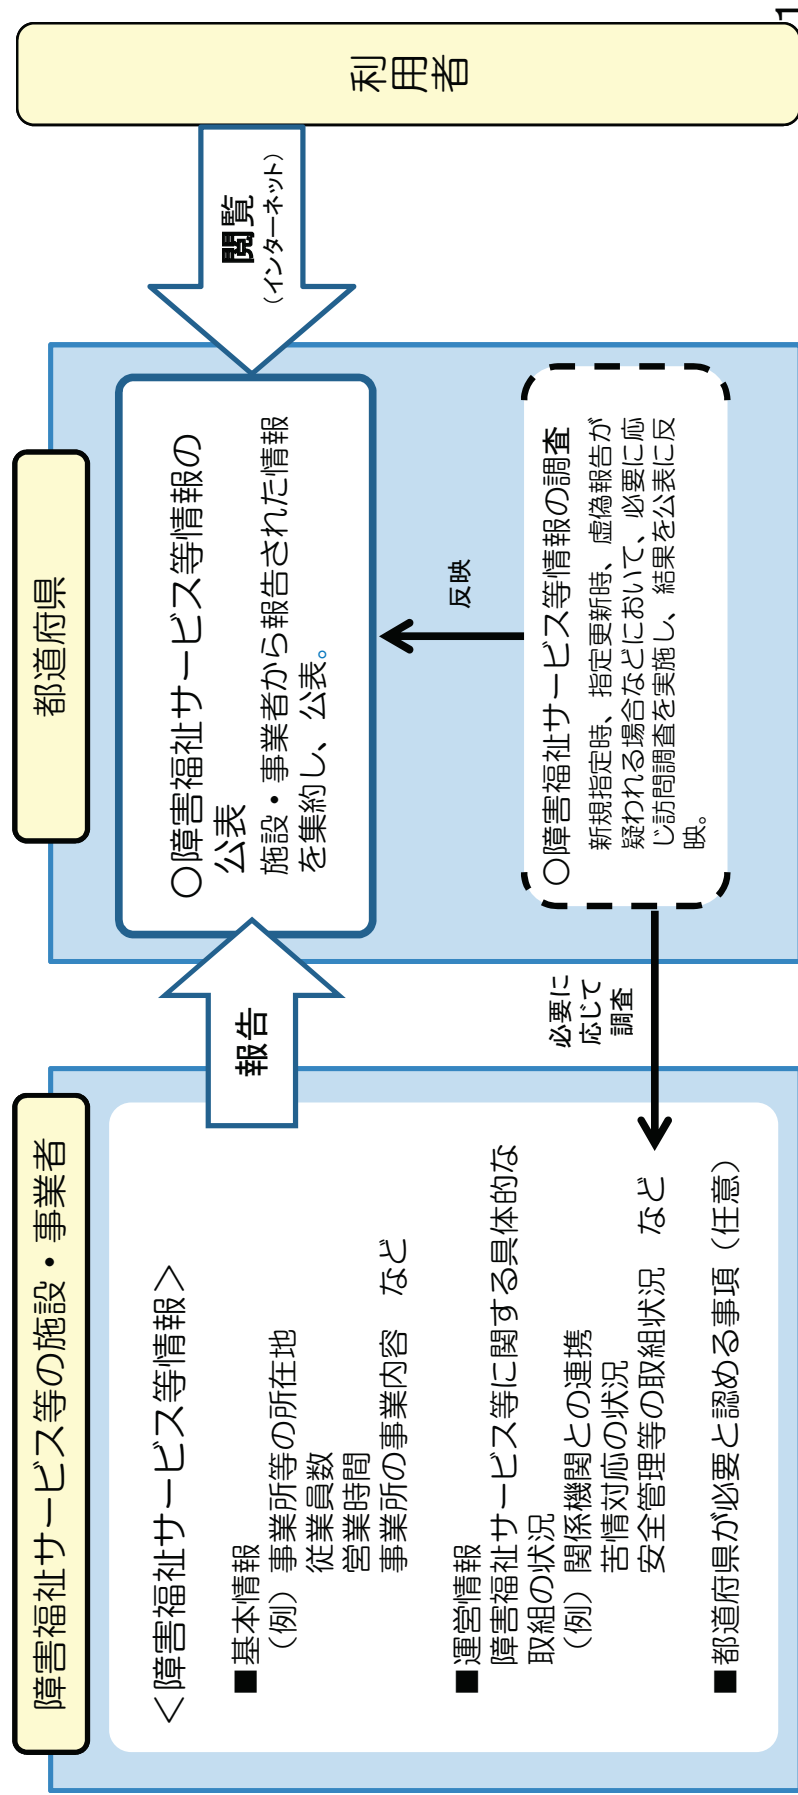 障害福祉サービス等の施設・事業者
＜障害福祉サービス等情報＞
■基本情報
（例）事業所等の所在地
従業員数
営業時間
事業所の事業内容　など
■運営情報
障害福祉サービス等に関する具体的な
取組の状況
（例）関係機関との連携
苦情対応の状況
安全管理等の取組状況　など
■都道府県が必要と認める事項（任意）
報告
必要に
応じて
調査
都道府県
○障害福祉サービス等情報の
公表
施設・事業者から報告された情報
を集約し、公表。
反映
○障害福祉サービス等情報の調査
新規指定時、指定更新時、虚偽報告が
疑われる場合などにおいて、必要に応
じ訪問調査を実施し、結果を公表に反
映。
閲覧
（インターネット）
利用者
1